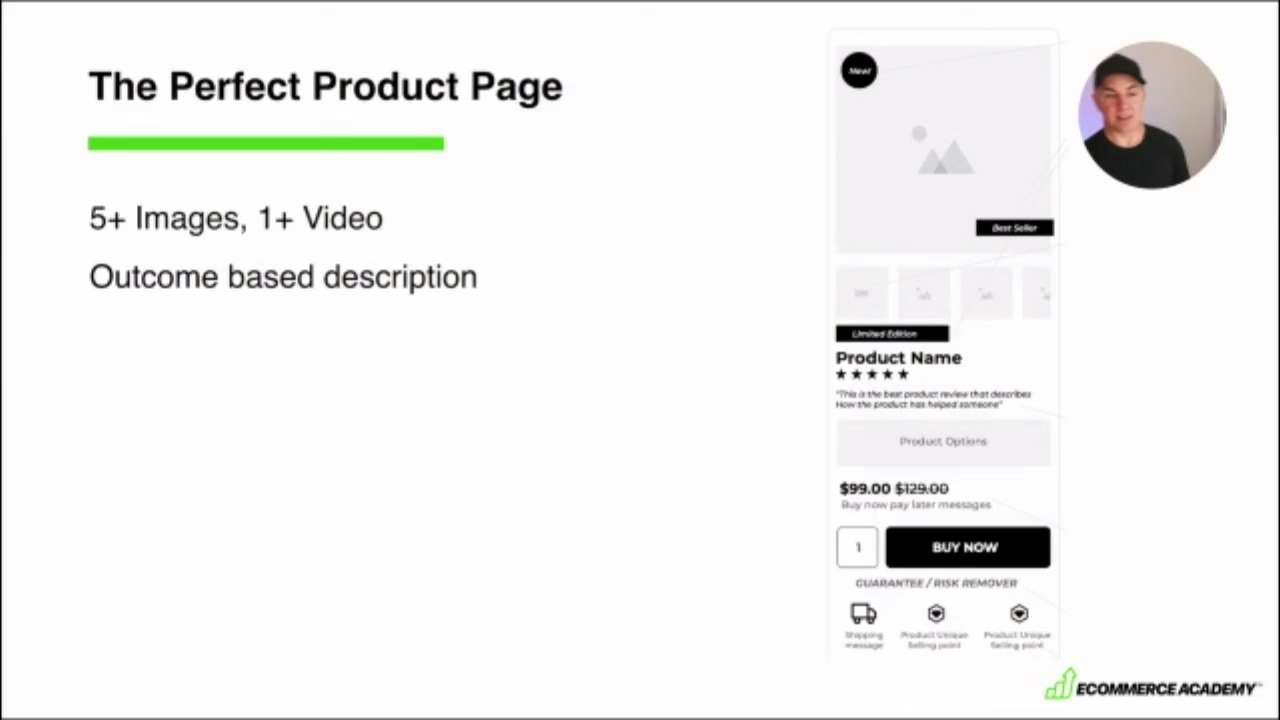 The Perfect Product Page
5+ Images, 1+ Video
Outcome based description
New!
Best Seller
Limited Edition
Product Name
★★★★★
"This is the best product review that describes
How the product has helped someone"
Product Options
$99.00 $129.00
Buy now pay later messages
1
BUY NOW
GUARANTEE / RISK REMOVER
Shipping
message
Product Unique
Selling point
Product Unique
Selling point
ECOMMERCE ACADEMY